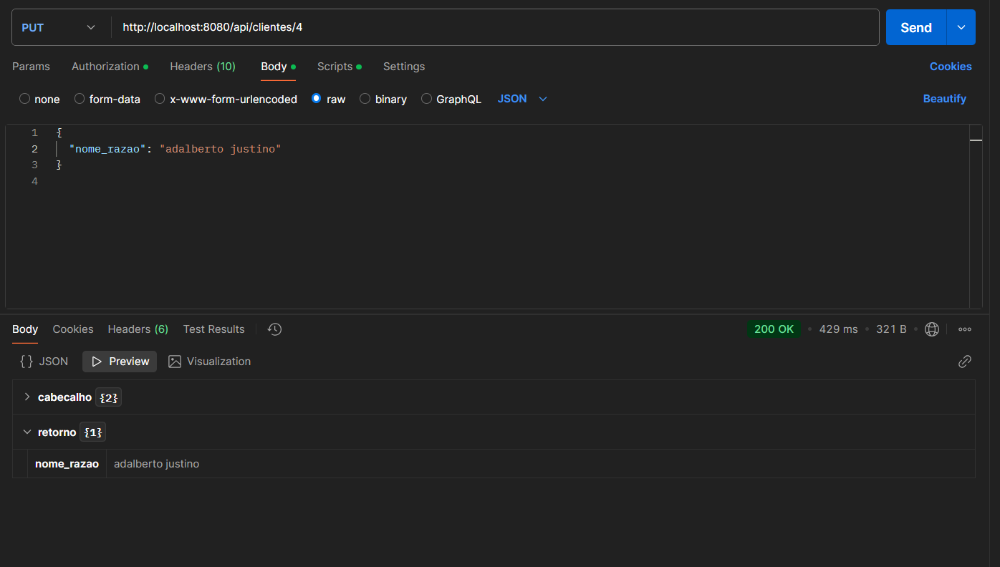 PUT http://localhost:8080/api/clientes/4 Send
Params Authorization Headers (10) Body Scripts Settings Cookies
none form-data x-www-form-urlencoded raw binary GraphQL JSON Beautify
1 {
2 "nome_razao": "adalberto justino"
3 }
4
Body Cookies Headers (6) Test Results 200 OK • 429 ms • 321 B •
{} JSON Preview Visualization
cabecalho {2}
retorno {1}
nome_razao adalberto justino